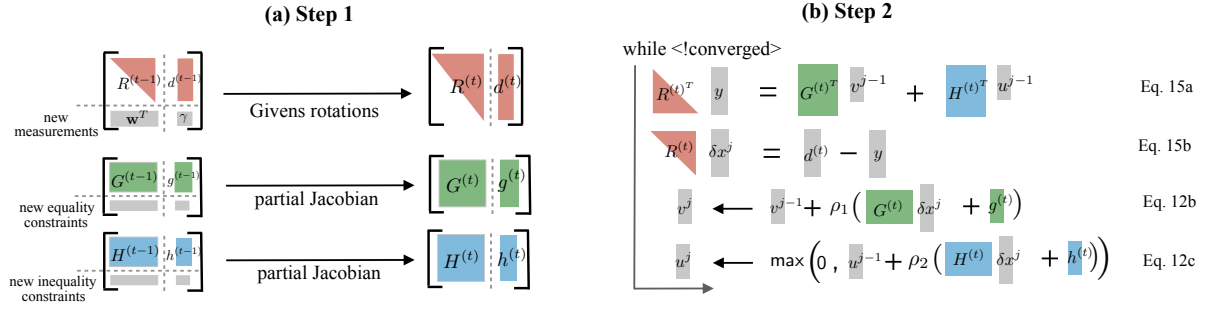 (a) Step 1
R^{(t-1)} d^{(t-1)}
w^T γ
new measurements
Givens rotations
R^{(t)} d^{(t)}
G^{(t-1)} g^{(t-1)}
new equality constraints
partial Jacobian
G^{(t)} g^{(t)}
H^{(t-1)} h^{(t-1)}
new inequality constraints
partial Jacobian
H^{(t)} h^{(t)}
(b) Step 2
while <!converged>
R^{(t)^T} y = G^{(t)^T} v^{j-1} + H^{(t)^T} u^{j-1} Eq. 15a
R^{(t)} δx^j = d^{(t)} − y Eq. 15b
v^j ← v^{j-1} + ρ_1 ( G^{(t)} δx^j + g^{(t)} ) Eq. 12b
u^j ← max ( 0 , u^{j-1} + ρ_2 ( H^{(t)} δx^j + h^{(t)} ) ) Eq. 12c